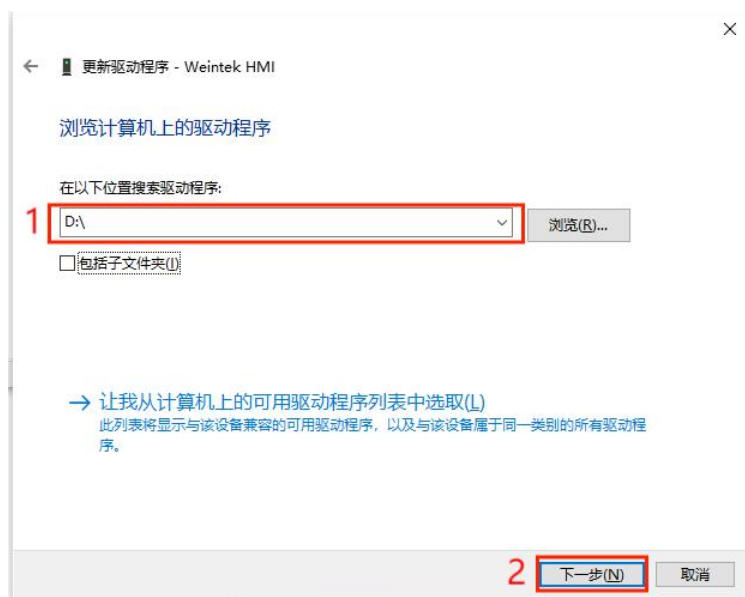 更新驱动程序 - Weintek HMI
浏览计算机上的驱动程序
在以下位置搜索驱动程序:
1
D:\
浏览(R)...
包括子文件夹(I)
让我从计算机上的可用驱动程序列表中选取(L)
此列表将显示与该设备兼容的可用驱动程序，以及与该设备属于同一类别的所有驱动程
序。
2
下一步(N)
取消